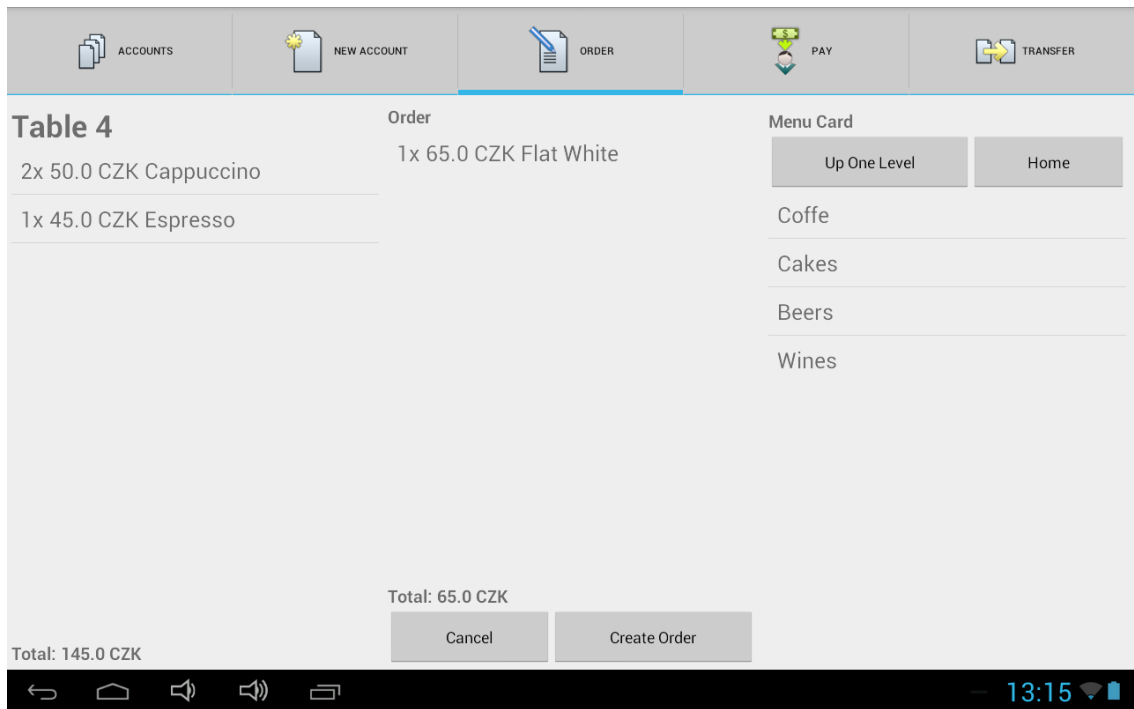 ACCOUNTS
NEW ACCOUNT
ORDER
PAY
TRANSFER
Table 4
2x 50.0 CZK Cappuccino
1x 45.0 CZK Espresso
Total: 145.0 CZK
Order
1x 65.0 CZK Flat White
Total: 65.0 CZK
Cancel
Create Order
Menu Card
Up One Level
Home
Coffe
Cakes
Beers
Wines
13:15